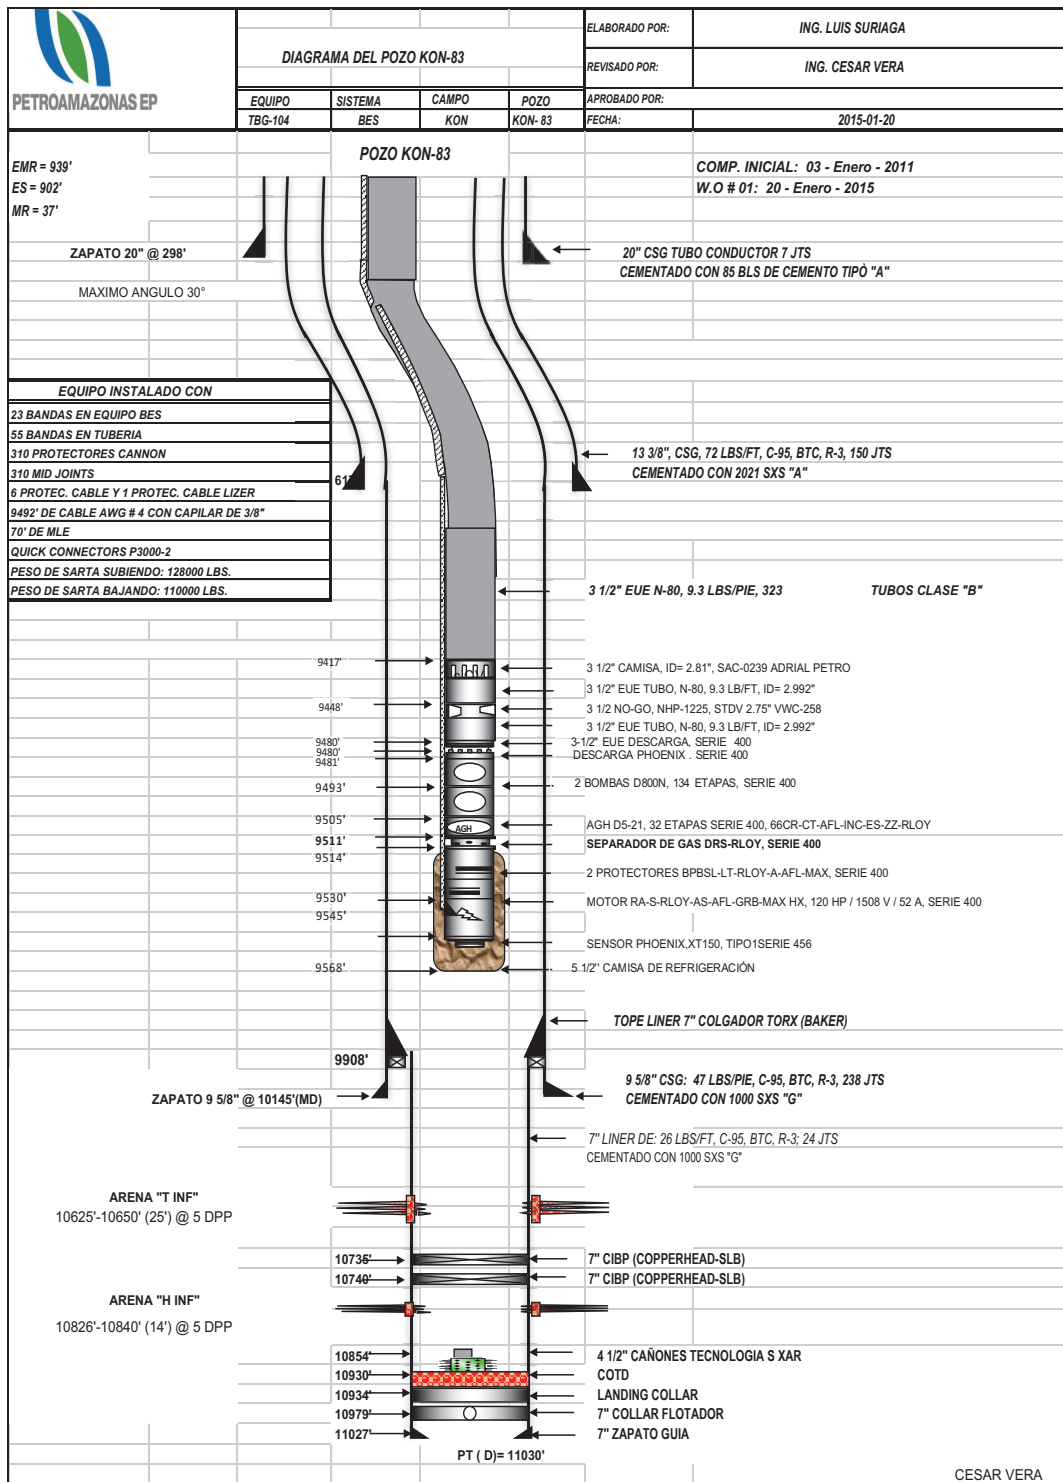 PETROAMAZONAS EP
DIAGRAMA DEL POZO KON-83
EQUIPO SISTEMA CAMPO POZO
TBG-104 BES KON KON- 83
ELABORADO POR: ING. LUIS SURIAGA
REVISADO POR: ING. CESAR VERA
APROBADO POR:
FECHA: 2015-01-20
POZO KON-83
EMR = 939'
ES = 902'
MR = 37'
COMP. INICIAL: 03 - Enero - 2011
W.O # 01: 20 - Enero - 2015
ZAPATO 20" @ 298'
20" CSG TUBO CONDUCTOR 7 JTS
CEMENTADO CON 85 BLS DE CEMENTO TIPÒ "A"
MAXIMO ANGULO 30°
EQUIPO INSTALADO CON
23 BANDAS EN EQUIPO BES
55 BANDAS EN TUBERIA
310 PROTECTORES CANNON
310 MID JOINTS
6 PROTEC. CABLE Y 1 PROTEC. CABLE LIZER
9492' DE CABLE AWG # 4 CON CAPILAR DE 3/8"
70' DE MLE
QUICK CONNECTORS P3000-2
PESO DE SARTA SUBIENDO: 128000 LBS.
PESO DE SARTA BAJANDO: 110000 LBS.
13 3/8", CSG, 72 LBS/FT, C-95, BTC, R-3, 150 JTS
CEMENTADO CON 2021 SXS "A"
3 1/2" EUE N-80, 9.3 LBS/PIE, 323 TUBOS CLASE "B"
9417'
3 1/2" CAMISA, ID= 2.81", SAC-0239 ADRIAL PETRO
3 1/2" EUE TUBO, N-80, 9.3 LB/FT, ID= 2.992"
9448'
3 1/2 NO-GO, NHP-1225, STDV 2.75" VWC-258
3 1/2" EUE TUBO, N-80, 9.3 LB/FT, ID= 2.992"
9480'
3-1/2" EUE DESCARGA, SERIE 400
9480'
DESCARGA PHOENIX . SERIE 400
9481'
9493'
2 BOMBAS D800N, 134 ETAPAS, SERIE 400
9505'
AGH
AGH D5-21, 32 ETAPAS SERIE 400, 66CR-CT-AFL-INC-ES-ZZ-RLOY
9511'
SEPARADOR DE GAS DRS-RLOY, SERIE 400
9514'
2 PROTECTORES BPBSL-LT-RLOY-A-AFL-MAX, SERIE 400
9530'
MOTOR RA-S-RLOY-AS-AFL-GRB-MAX HX, 120 HP / 1508 V / 52 A, SERIE 400
9545'
SENSOR PHOENIX,XT150, TIPO1SERIE 456
9568'
5 1/2'' CAMISA DE REFRIGERACIÓN
TOPE LINER 7" COLGADOR TORX (BAKER)
9908'
9 5/8" CSG: 47 LBS/PIE, C-95, BTC, R-3, 238 JTS
CEMENTADO CON 1000 SXS "G"
ZAPATO 9 5/8" @ 10145'(MD)
7" LINER DE: 26 LBS/FT, C-95, BTC, R-3; 24 JTS
CEMENTADO CON 1000 SXS "G"
ARENA "T INF"
10625'-10650' (25') @ 5 DPP
10735'
7" CIBP (COPPERHEAD-SLB)
10740'
7" CIBP (COPPERHEAD-SLB)
ARENA "H INF"
10826'-10840' (14') @ 5 DPP
10854'
4 1/2" CAÑONES TECNOLOGIA S XAR
10930'
COTD
10934'
LANDING COLLAR
10979'
7" COLLAR FLOTADOR
11027'
7" ZAPATO GUIA
PT ( D)= 11030'
CESAR VERA